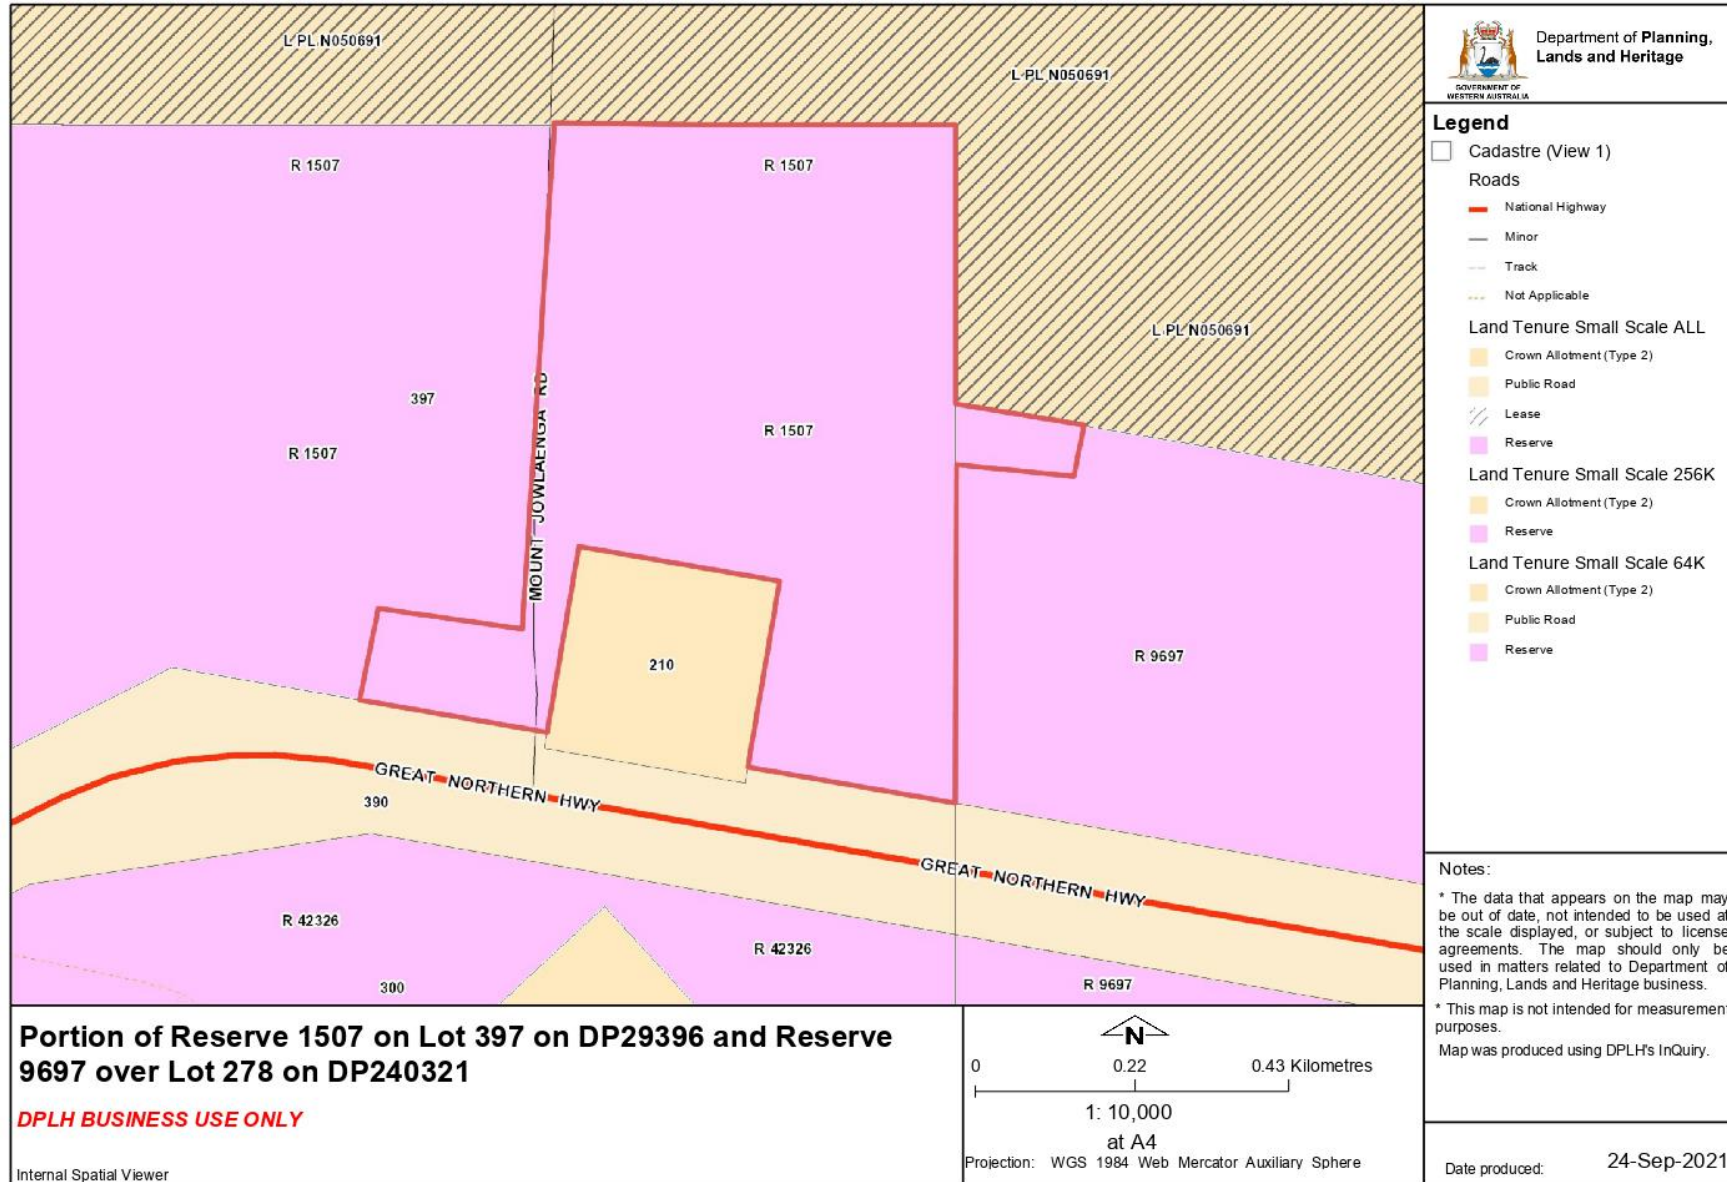 L PL N050691
L PL N050691
R 1507
R 1507
L PL N050691
397
R 1507
R 1507
MOUNT JOWLAENGA RD
210
R 9697
GREAT NORTHERN HWY
390
GREAT NORTHERN HWY
R 42326
R 42326
300
R 9697
Department of Planning,
Lands and Heritage
GOVERNMENT OF
WESTERN AUSTRALIA
Legend
Cadastre (View 1)
Roads
National Highway
Minor
Track
Not Applicable
Land Tenure Small Scale ALL
Crown Allotment (Type 2)
Public Road
Lease
Reserve
Land Tenure Small Scale 256K
Crown Allotment (Type 2)
Reserve
Land Tenure Small Scale 64K
Crown Allotment (Type 2)
Public Road
Reserve
Notes:
* The data that appears on the map may
be out of date, not intended to be used at
the scale displayed, or subject to license
agreements. The map should only be
used in matters related to Department of
Planning, Lands and Heritage business.
* This map is not intended for measurement
purposes.
Map was produced using DPLH's InQuiry.
Date produced: 24-Sep-2021
Portion of Reserve 1507 on Lot 397 on DP29396 and Reserve
9697 over Lot 278 on DP240321
DPLH BUSINESS USE ONLY
Internal Spatial Viewer
N
0 0.22 0.43 Kilometres
1: 10,000
at A4
Projection: WGS 1984 Web Mercator Auxiliary Sphere